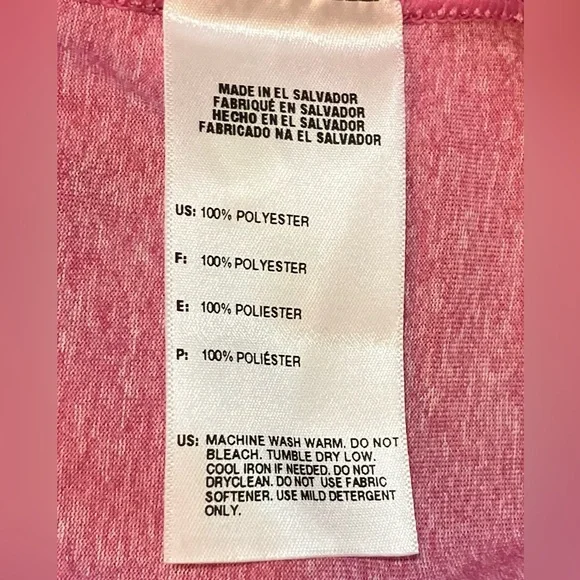 MADE IN EL SALVADOR
FABRIQUÉ EN SALVADOR
HECHO EN EL SALVADOR
FABRICADO NA EL SALVADOR
US: 100% POLYESTER
F: 100% POLYESTER
E: 100% POLIESTER
P: 100% POLIÉSTER
US: MACHINE WASH WARM. DO NOT
BLEACH. TUMBLE DRY LOW.
COOL IRON IF NEEDED. DO NOT
DRYCLEAN. DO NOT USE FABRIC
SOFTENER. USE MILD DETERGENT
ONLY.